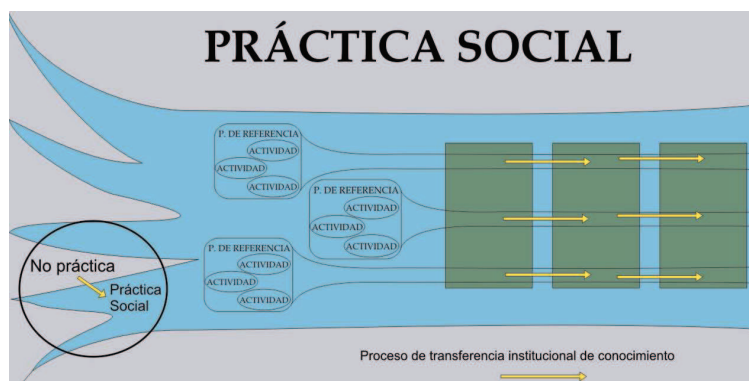 PRÁCTICA SOCIAL
P. DE REFERENCIA
ACTIVIDAD
ACTIVIDAD
ACTIVIDAD
P. DE REFERENCIA
ACTIVIDAD
ACTIVIDAD
ACTIVIDAD
P. DE REFERENCIA
ACTIVIDAD
ACTIVIDAD
ACTIVIDAD
No práctica
Práctica
Social
Proceso de transferencia institucional de conocimiento